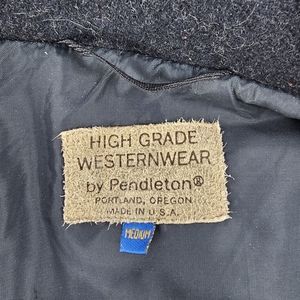 HIGH GRADE
WESTERNWEAR
by Pendleton®
PORTLAND, OREGON
MADE IN U.S.A.
MEDIUM